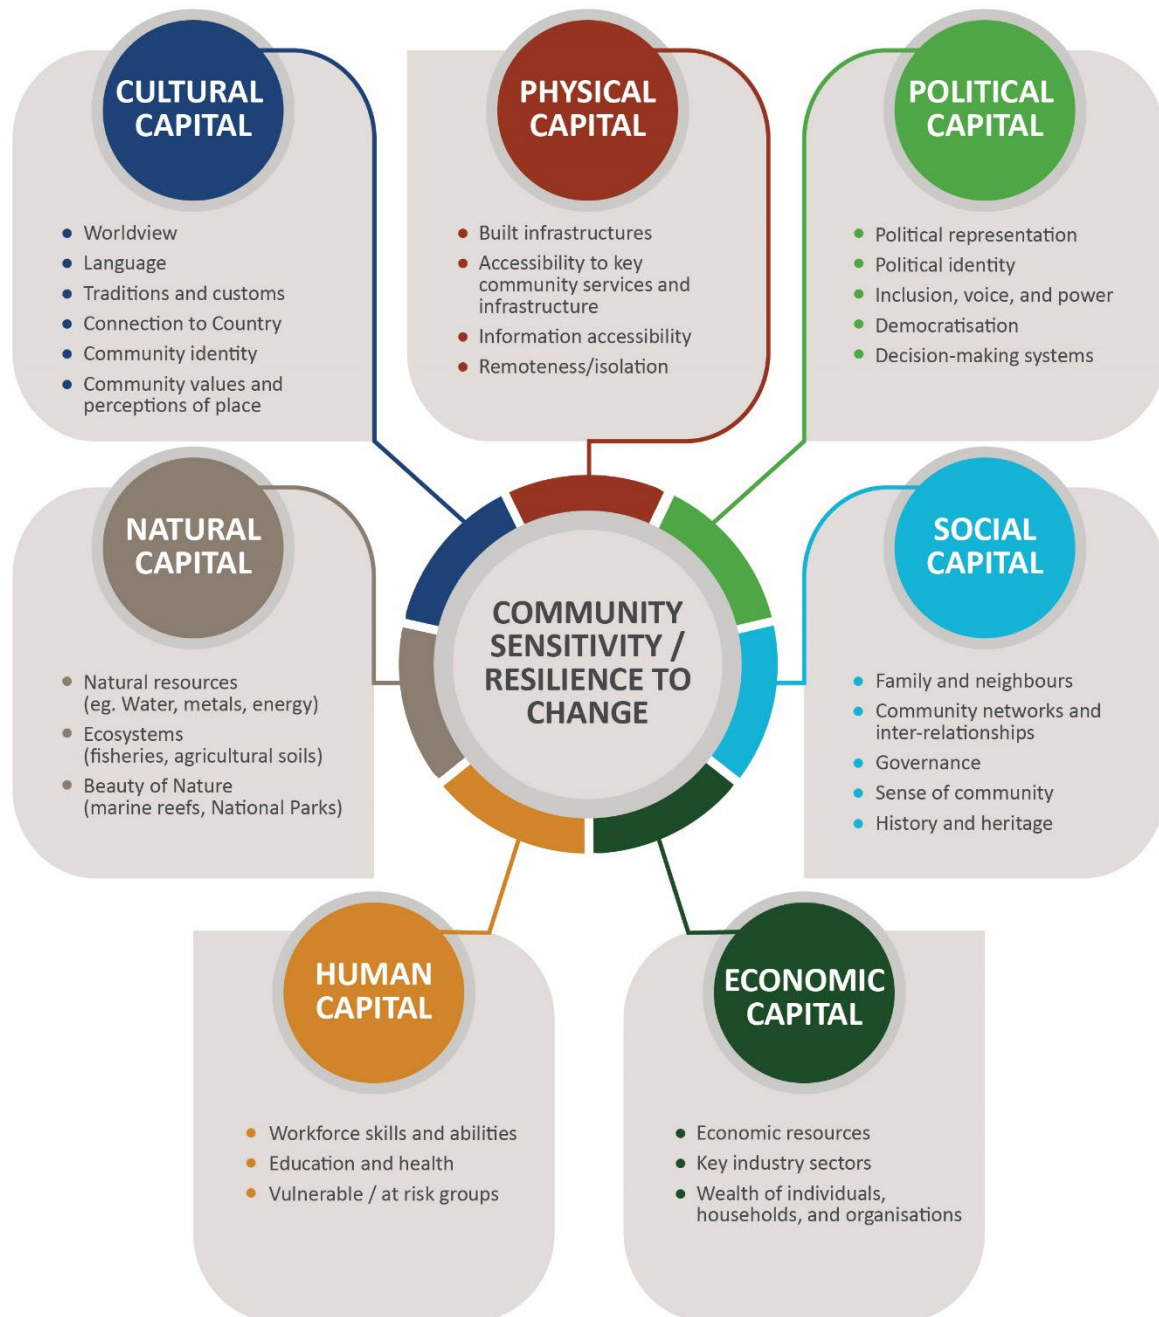 CULTURAL
CAPITAL
Worldview
Language
Traditions and customs
Connection to Country
Community identity
Community values and
perceptions of place
PHYSICAL
CAPITAL
Built infrastructures
Accessibility to key
community services and
infrastructure
Information accessibility
Remoteness/isolation
POLITICAL
CAPITAL
Political representation
Political identity
Inclusion, voice, and power
Democratisation
Decision-making systems
NATURAL
CAPITAL
Natural resources
(eg. Water, metals, energy)
Ecosystems
(fisheries, agricultural soils)
Beauty of Nature
(marine reefs, National Parks)
COMMUNITY
SENSITIVITY /
RESILIENCE TO
CHANGE
SOCIAL
CAPITAL
Family and neighbours
Community networks and
inter-relationships
Governance
Sense of community
History and heritage
HUMAN
CAPITAL
Workforce skills and abilities
Education and health
Vulnerable / at risk groups
ECONOMIC
CAPITAL
Economic resources
Key industry sectors
Wealth of individuals,
households, and organisations